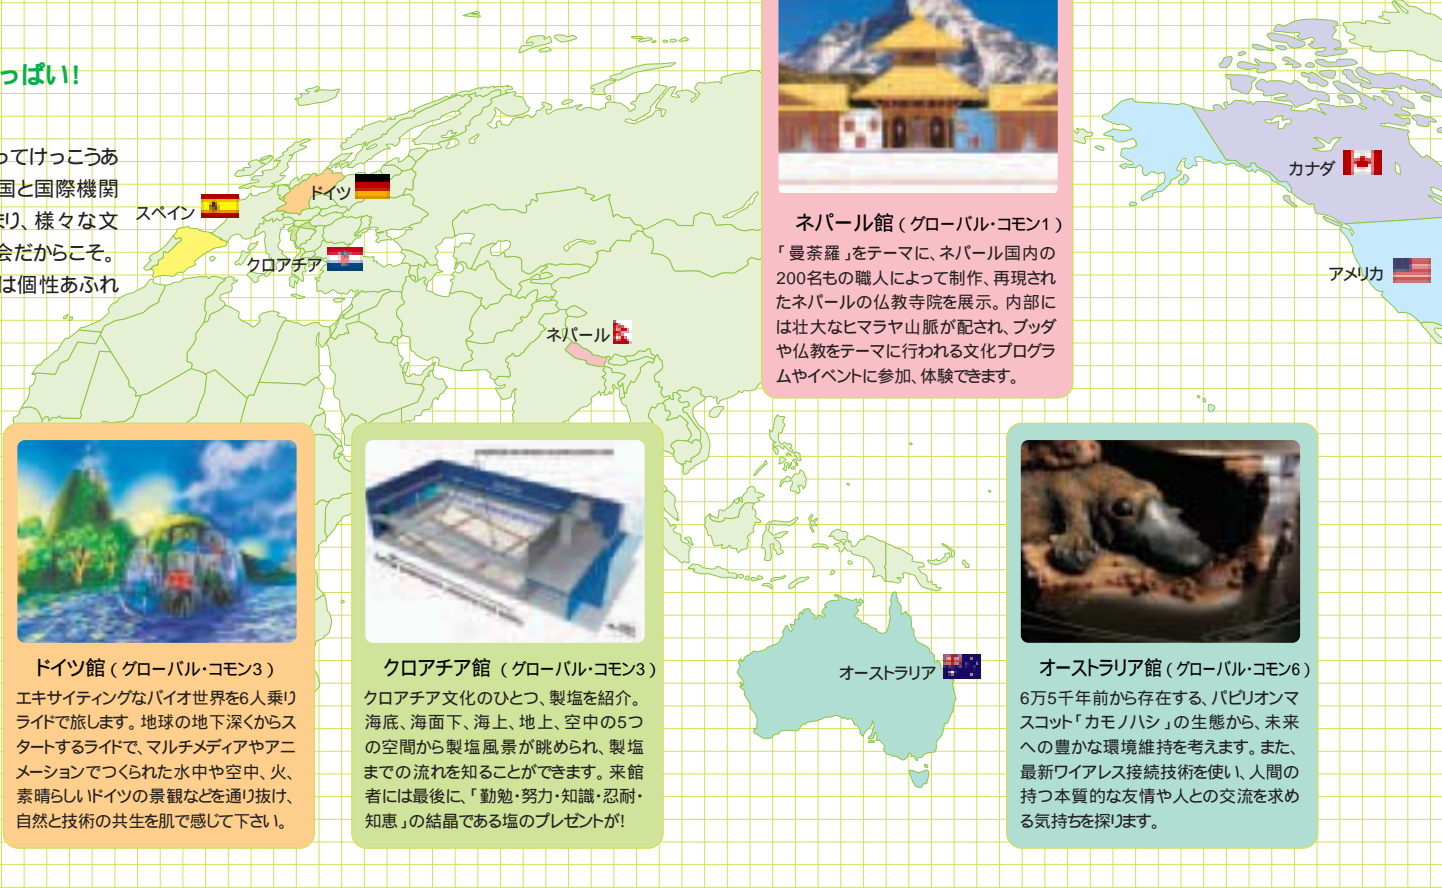 っぱい!
ってけっこうあ
国と国際機関
まり、様々な文
会だからこそ。
は個性あふれ
スペイン
ドイツ
クロアチア
ネパール
カナダ
アメリカ
オーストラリア
ネパール館(グローバル・コモン1)
「曼荼羅」をテーマに、ネパール国内の
200名もの職人によって制作、再現され
たネパールの仏教寺院を展示。内部に
は壮大なヒマラヤ山脈が配され、ブッダ
や仏教をテーマに行われる文化プログラ
ムやイベントに参加、体験できます。
ドイツ館(グローバル・コモン3)
エキサイティングなバイオ世界を6人乗り
ライドで旅します。地球の地下深くからス
タートするライドで、マルチメディアやアニ
メーションでつくられた水中や空中、火、
素晴らしいドイツの景観などを通り抜け、
自然と技術の共生を肌で感じて下さい。
クロアチア館(グローバル・コモン3)
クロアチア文化のひとつ、製塩を紹介。
海底、海面下、海上、地上、空中の5つ
の空間から製塩風景が眺められ、製塩
までの流れを知ることができます。来館
者には最後に、「勤勉・努力・知識・忍耐・
知恵」の結晶である塩のプレゼントが!
オーストラリア館(グローバル・コモン6)
6万5千年前から存在する、パビリオンマ
スコット「カモノハシ」の生態から、未来
への豊かな環境維持を考えます。また、
最新ワイアレス接続技術を使い、人間の
持つ本質的な友情や人との交流を求め
る気持ちを探ります。